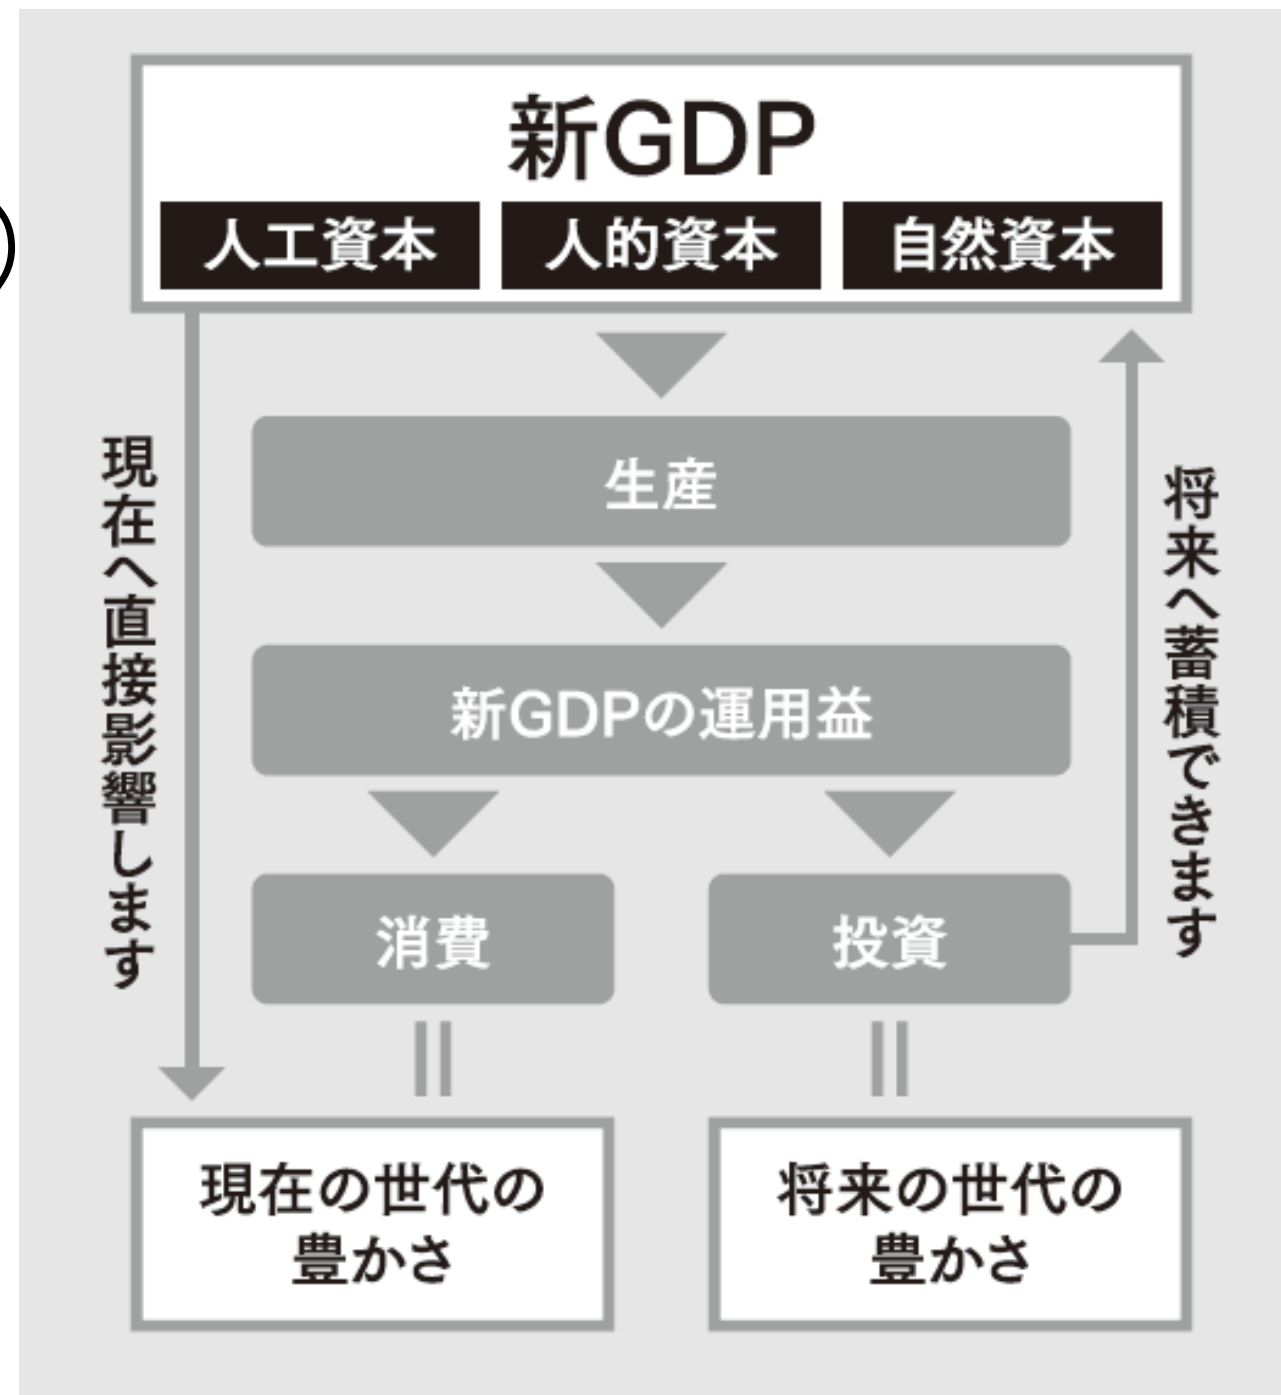 新GDP
人工資本
人的資本
自然資本
現在へ直接影響します
生産
新GDPの運用益
消費
投資
将来へ蓄積できます
現在の世代の
豊かさ
将来の世代の
豊かさ